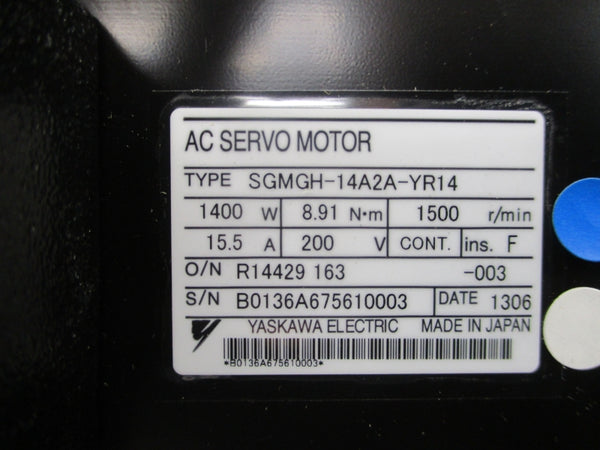 AC SERVO MOTOR
TYPE SGMGH-14A2A-YR14
1400 W 8.91 N·m 1500 r/min
15.5 A 200 V CONT. ins. F
O/N R14429 163 -003
S/N B0136A675610003 DATE 1306
YASKAWA ELECTRIC MADE IN JAPAN
*B0136A675610003*